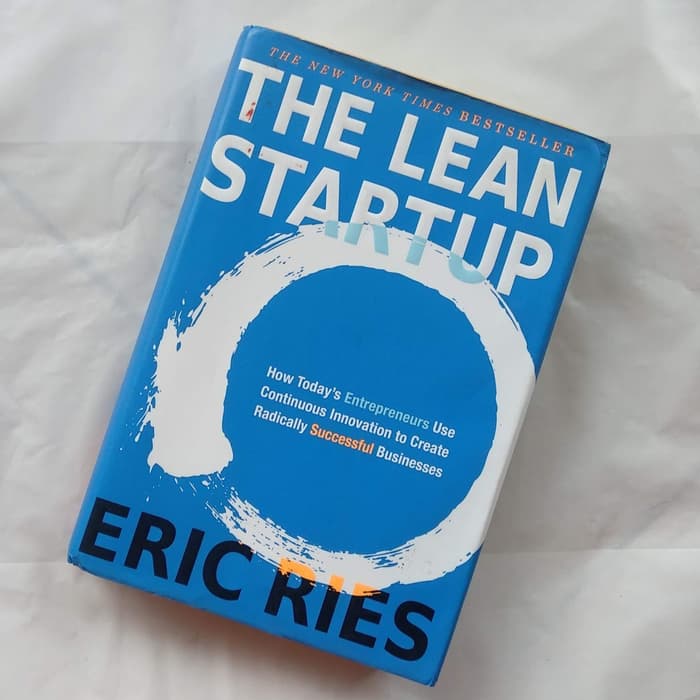 THE NEW YORK TIMES BESTSELLER
THE LEAN
STARTUP
How Today's Entrepreneurs Use
Continuous Innovation to Create
Radically Successful Businesses
ERIC RIES